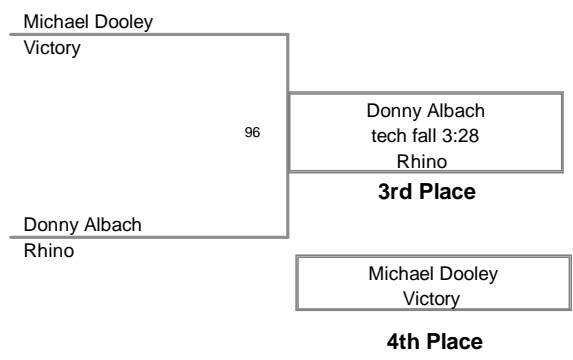 Michael Dooley
Victory
96
Donny Albach
tech fall 3:28
Rhino
3rd Place
Donny Albach
Rhino
Michael Dooley
Victory
4th Place